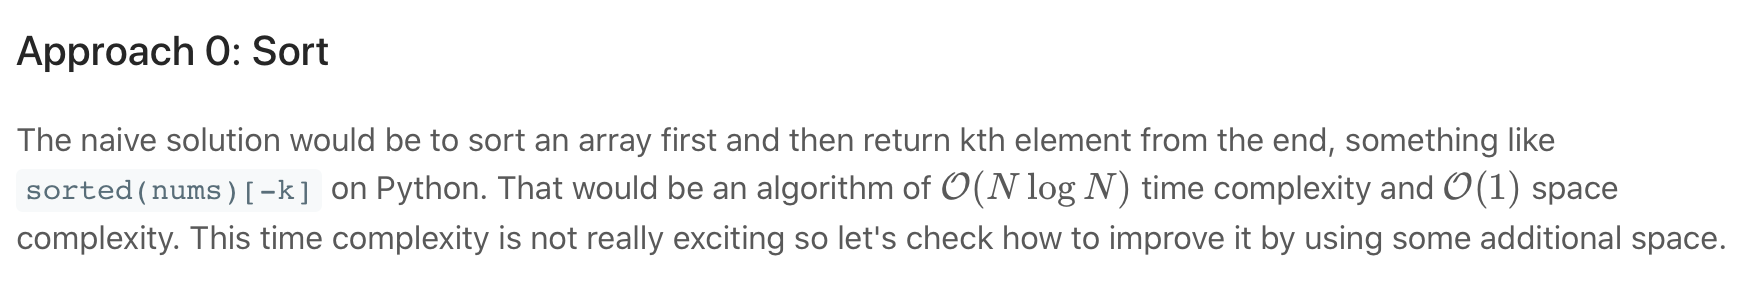 Approach 0: Sort
The naive solution would be to sort an array first and then return kth element from the end, something like
sorted(nums)[-k] on Python. That would be an algorithm of 𝒪(N log N) time complexity and 𝒪(1) space
complexity. This time complexity is not really exciting so let's check how to improve it by using some additional space.